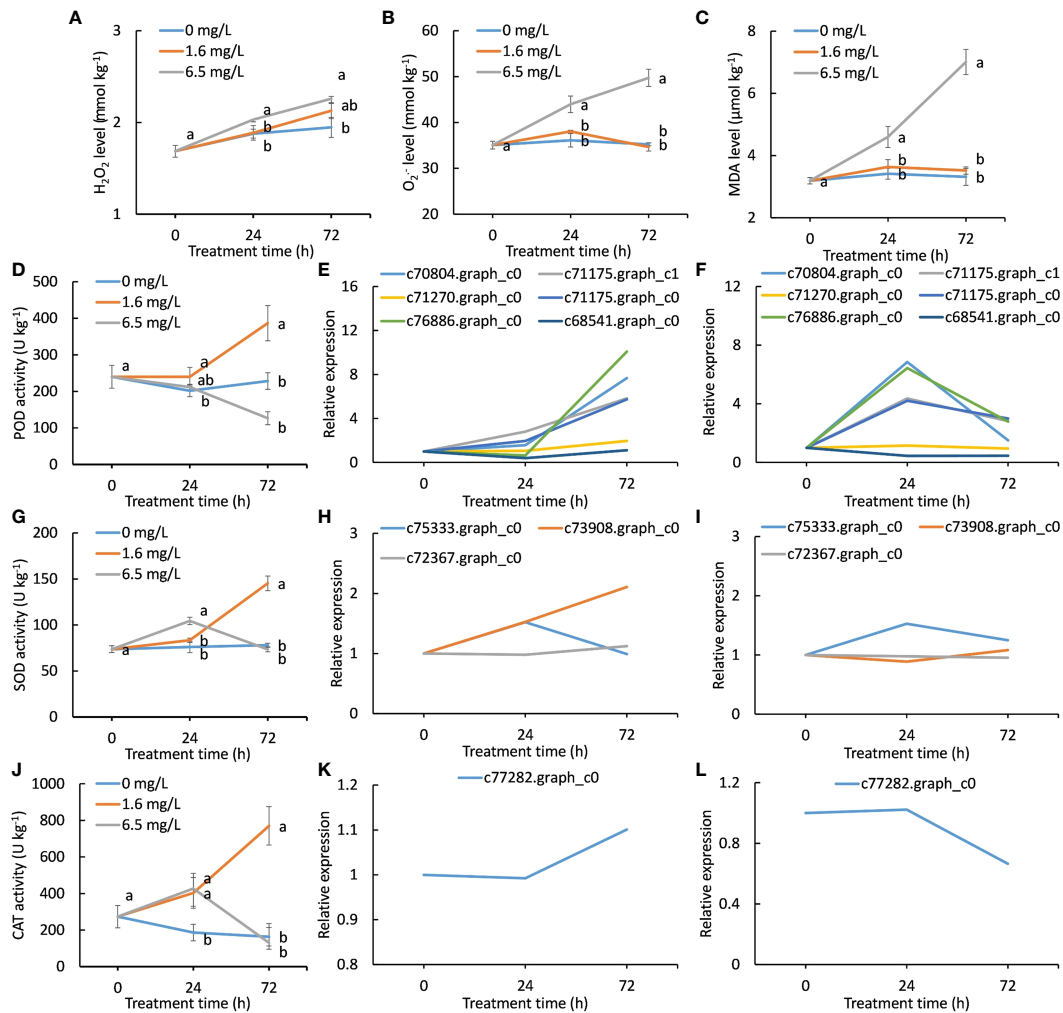 A
0 mg/L
1.6 mg/L
6.5 mg/L
H₂O₂ level (mmol kg⁻¹)
3
2
1
a
a
b
b
a
ab
b
0 24 72
Treatment time (h)
B
0 mg/L
1.6 mg/L
6.5 mg/L
O₂·⁻ level (mmol kg⁻¹)
60
50
40
30
20
a
a
b
b
a
b
b
0 24 72
Treatment time (h)
C
0 mg/L
1.6 mg/L
6.5 mg/L
MDA level (μmol kg⁻¹)
8
6
4
2
a
a
b
b
a
b
b
0 24 72
Treatment time (h)
D
0 mg/L
1.6 mg/L
6.5 mg/L
POD activity (U kg⁻¹)
500
400
300
200
100
0
a
a
ab
b
a
b
b
0 24 72
Treatment time (h)
E
c70804.graph_c0 c71175.graph_c1
c71270.graph_c0 c71175.graph_c0
c76886.graph_c0 c68541.graph_c0
Relative expression
16
12
8
4
0
0 24 72
Treatment time (h)
F
c70804.graph_c0 c71175.graph_c1
c71270.graph_c0 c71175.graph_c0
c76886.graph_c0 c68541.graph_c0
Relative expression
12
8
4
0
0 24 72
Treatment time (h)
G
0 mg/L
1.6 mg/L
6.5 mg/L
SOD activity (U kg⁻¹)
200
150
100
50
0
a
a
b
b
a
b
b
0 24 72
Treatment time (h)
H
c75333.graph_c0 c73908.graph_c0
c72367.graph_c0
Relative expression
3
2
1
0
0 24 72
Treatment time (h)
I
c75333.graph_c0 c73908.graph_c0
c72367.graph_c0
Relative expression
3
2
1
0
0 24 72
Treatment time (h)
J
0 mg/L
1.6 mg/L
6.5 mg/L
CAT activity (U kg⁻¹)
1000
800
600
400
200
0
a
a
a
b
a
b
b
0 24 72
Treatment time (h)
K
c77282.graph_c0
Relative expression
1.2
1.1
1
0.9
0.8
0 24 72
Treatment time (h)
L
c77282.graph_c0
Relative expression
1.2
0.8
0.4
0
0 24 72
Treatment time (h)